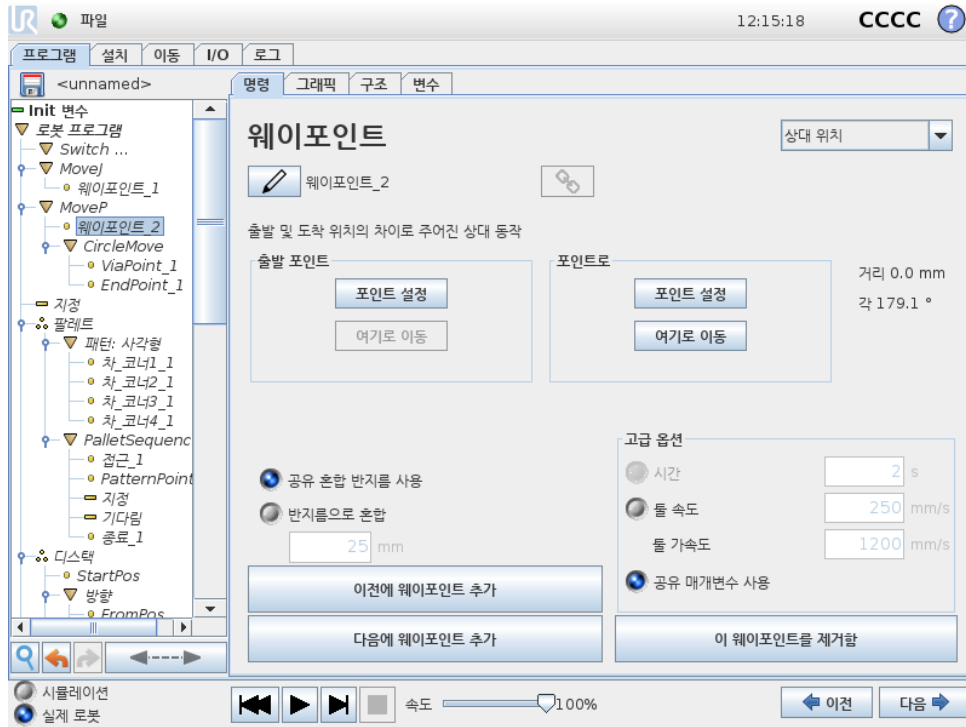 UR 파일 12:15:18 CCCC ?
프로그램 설치 이동 I/O 로그
<unnamed>
명령 그래픽 구조 변수
Init 변수
로봇 프로그램
Switch ...
MoveJ
웨이포인트_1
MoveP
웨이포인트_2
CircleMove
ViaPoint_1
EndPoint_1
지정
팔레트
패턴: 사각형
차_코너1_1
차_코너2_1
차_코너3_1
차_코너4_1
PalletSequenc
접근_1
PatternPoint
지정
기다림
종료_1
디스택
StartPos
방향
FromPos
웨이포인트
상대 위치
웨이포인트_2
출발 및 도착 위치의 차이로 주어진 상대 동작
출발 포인트
포인트 설정
여기로 이동
포인트로
포인트 설정
여기로 이동
거리 0.0 mm
각 179.1 °
공유 혼합 반지름 사용
반지름으로 혼합
25 mm
고급 옵션
시간 2 s
툴 속도 250 mm/s
툴 가속도 1200 mm/s
공유 매개변수 사용
이전에 웨이포인트 추가
다음에 웨이포인트 추가
이 웨이포인트를 제거함
시뮬레이션
실제 로봇
속도 100%
이전
다음